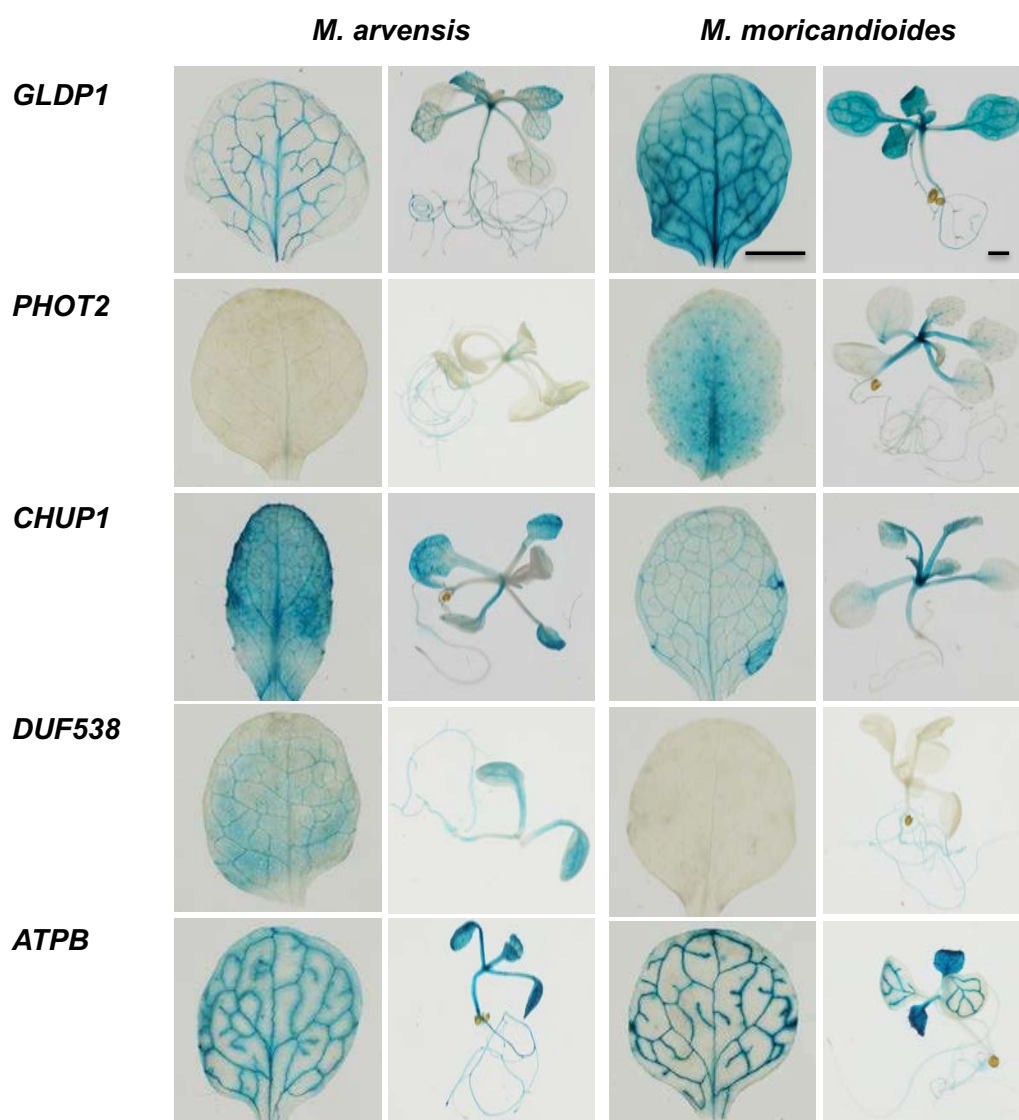 M. arvensis M. moricandioides
GLDP1
PHOT2
CHUP1
DUF538
ATPB